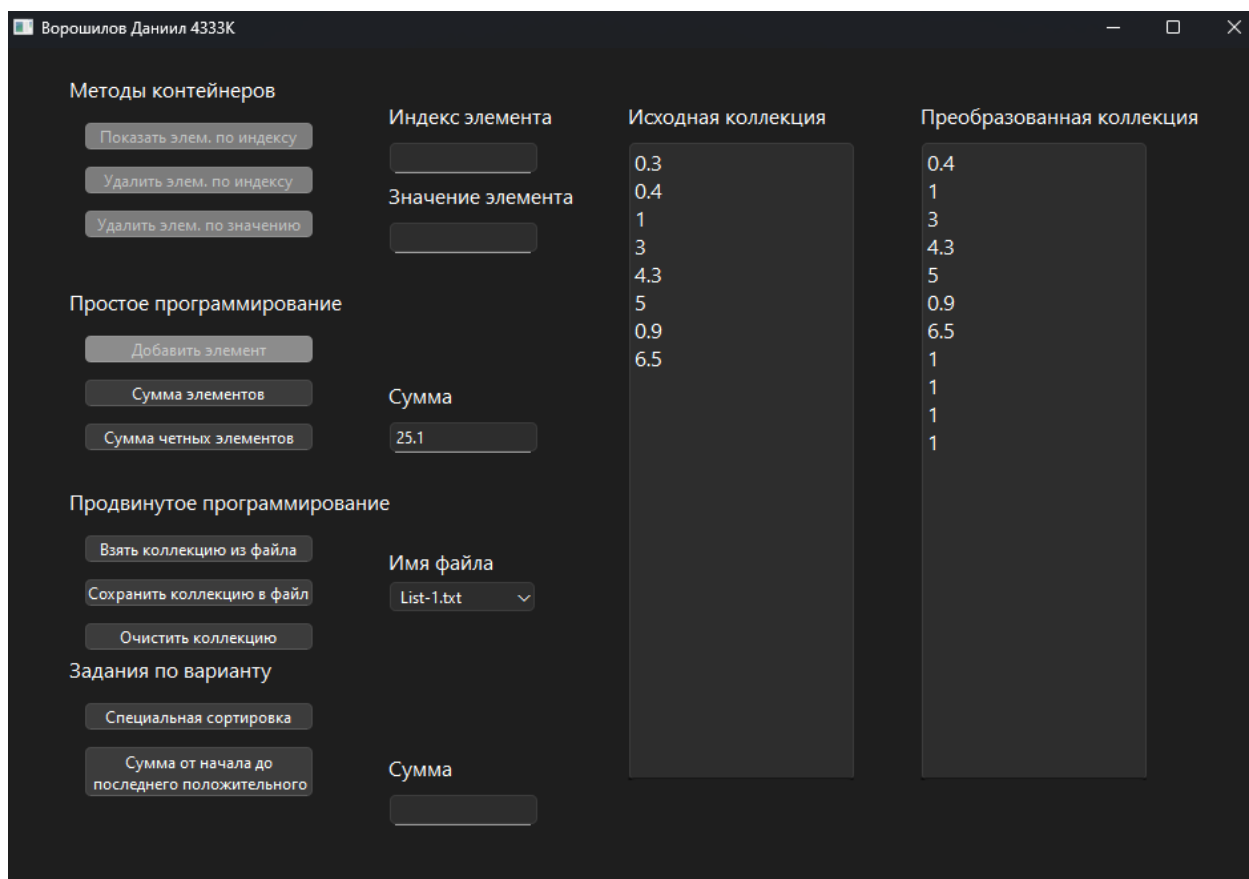 Ворошилов Даниил 4333К
Методы контейнеров
Показать элем. по индексу
Удалить элем. по индексу
Удалить элем. по значению
Индекс элемента
Значение элемента
Простое программирование
Добавить элемент
Сумма элементов
Сумма четных элементов
Сумма
25.1
Продвинутое программирование
Взять коллекцию из файла
Сохранить коллекцию в файл
Очистить коллекцию
Имя файла
List-1.txt
Задания по варианту
Специальная сортировка
Сумма от начала до
последнего положительного
Сумма
Исходная коллекция
0.3
0.4
1
3
4.3
5
0.9
6.5
Преобразованная коллекция
0.4
1
3
4.3
5
0.9
6.5
1
1
1
1